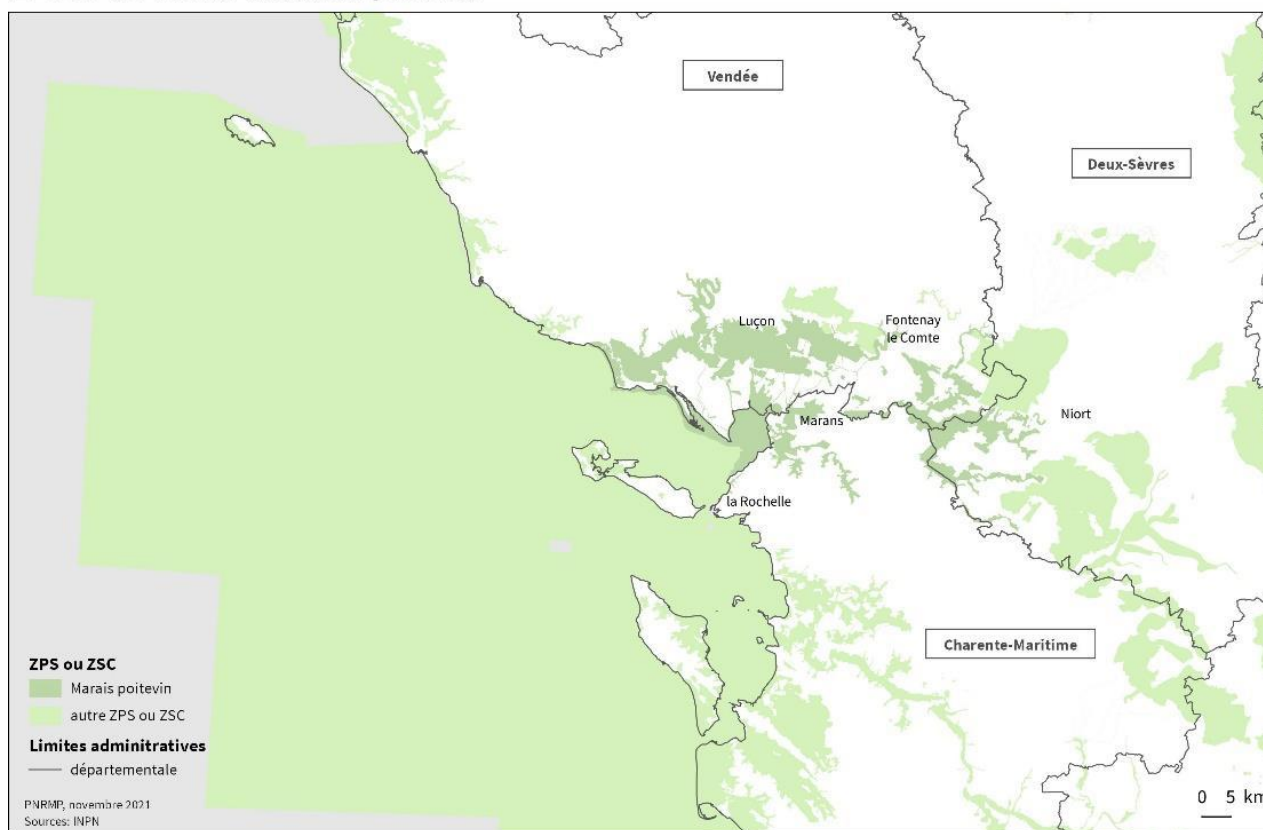 Vendée
Deux-Sèvres
Luçon
Fontenay
le Comte
Marans
Niort
la Rochelle
Charente-Maritime
ZPS ou ZSC
Marais poitevin
autre ZPS ou ZSC
Limites adminitratives
départementale
PNRMP, novembre 2021
Sources: INPN
0 5 km